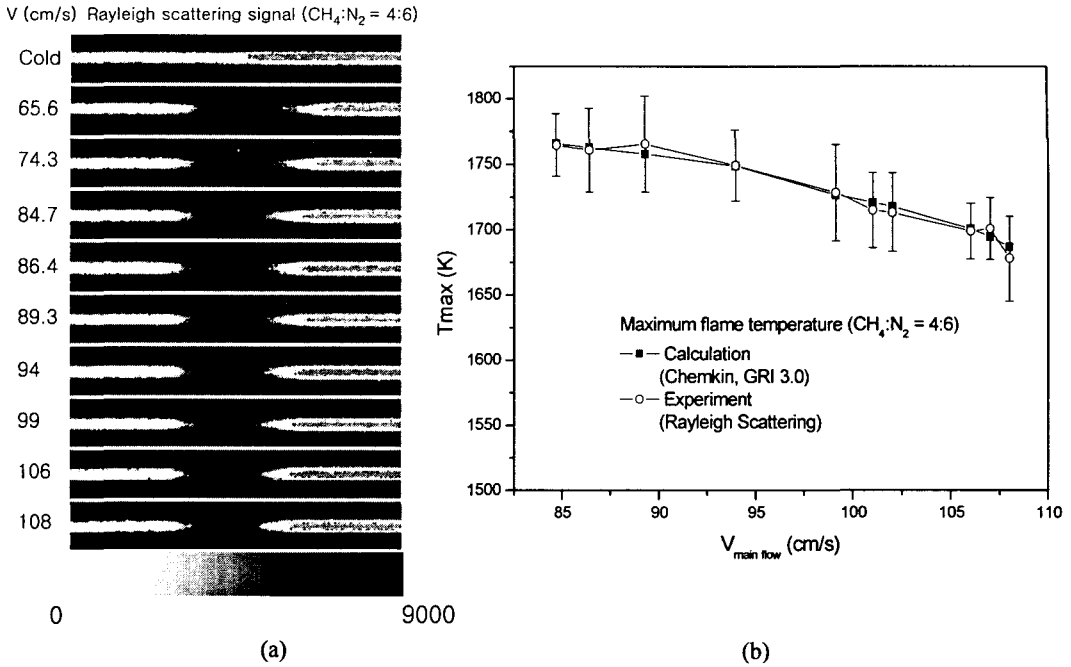 V (cm/s) Rayleigh scattering signal (CH₄:N₂ = 4:6)
Cold
65.6
74.3
84.7
86.4
89.3
94
99
106
108
0 9000
(a)
1800
1750
1700
1650
1600
1550
1500
Tmax (K)
Maximum flame temperature (CH₄:N₂ = 4:6)
Calculation
(Chemkin, GRI 3.0)
Experiment
(Rayleigh Scattering)
85 90 95 100 105 110
V main flow (cm/s)
(b)